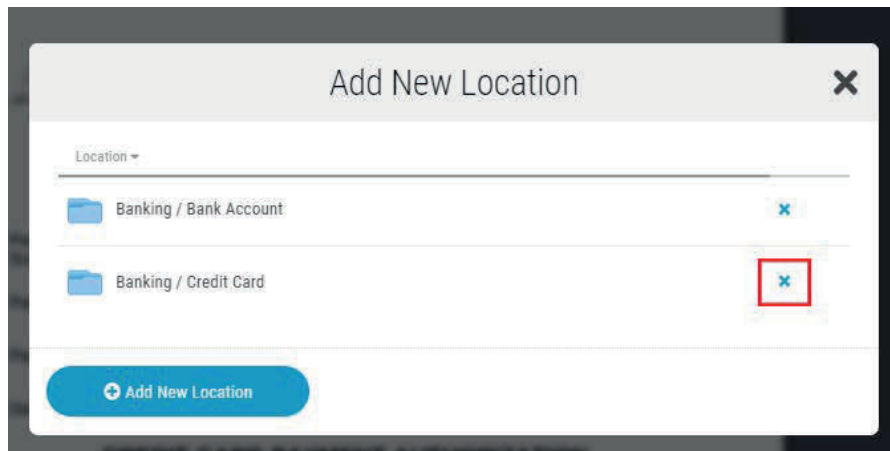 Add New Location
Location
Banking / Bank Account
Banking / Credit Card
Add New Location